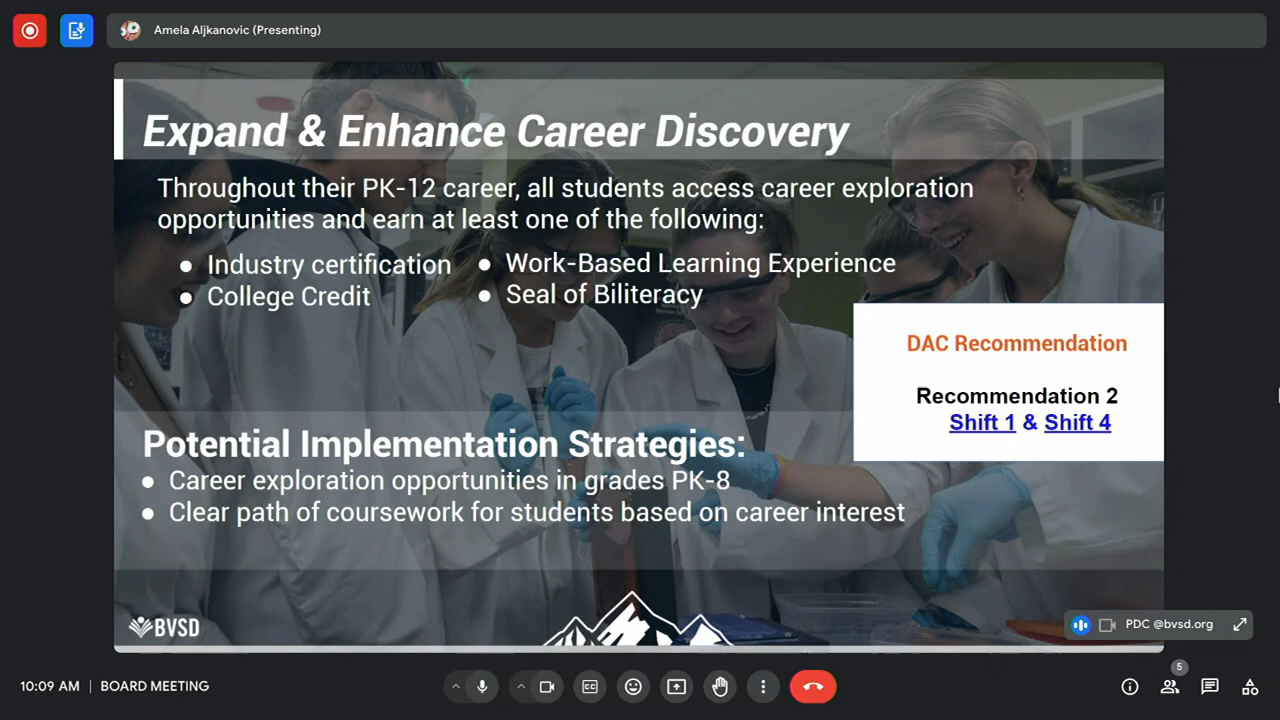 Amela Aljkanovic (Presenting)
Expand & Enhance Career Discovery
Throughout their PK-12 career, all students access career exploration
opportunities and earn at least one of the following:
● Industry certification
● College Credit
● Work-Based Learning Experience
● Seal of Biliteracy
DAC Recommendation
Recommendation 2
Shift 1 & Shift 4
Potential Implementation Strategies:
● Career exploration opportunities in grades PK-8
● Clear path of coursework for students based on career interest
BVSD
PDC @bvsd.org
10:09 AM | BOARD MEETING
CC
5